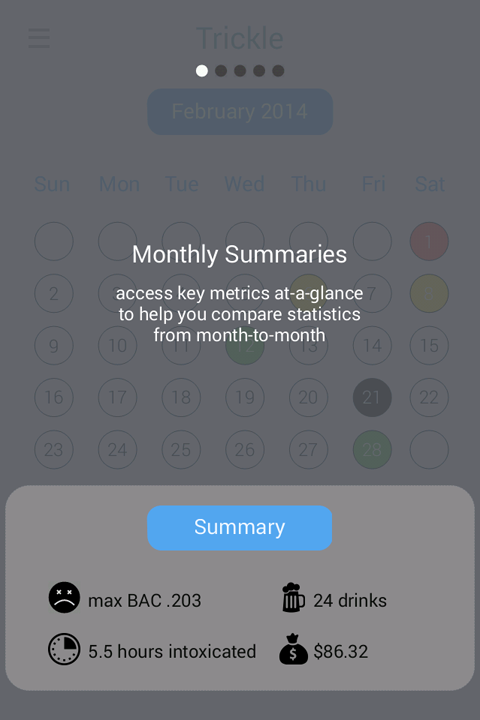 Trickle
February 2014
Sun Mon Tue Wed Thu Fri Sat
1
Monthly Summaries
2 3 7 8
access key metrics at-a-glance
to help you compare statistics
from month-to-month
9 10 11 12 13 14 15
16 17 18 19 20 21 22
23 24 25 26 27 28
Summary
max BAC .203 24 drinks
5.5 hours intoxicated $86.32